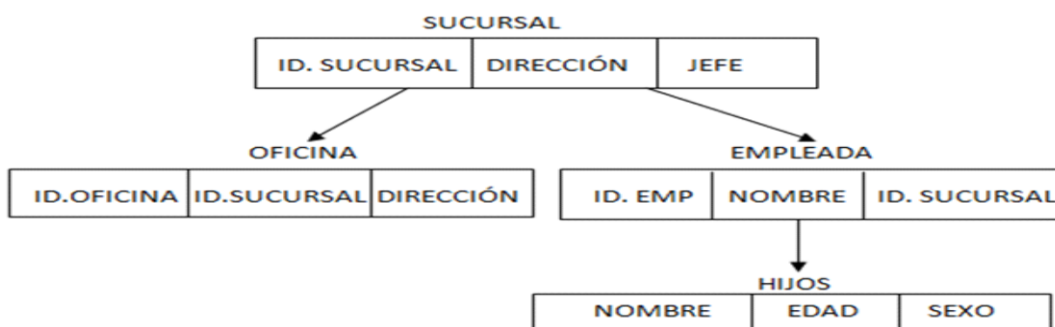 SUCURSAL
ID. SUCURSAL DIRECCIÓN JEFE
OFICINA EMPLEADA
ID.OFICINA ID.SUCURSAL DIRECCIÓN ID. EMP NOMBRE ID. SUCURSAL
HIJOS
NOMBRE EDAD SEXO